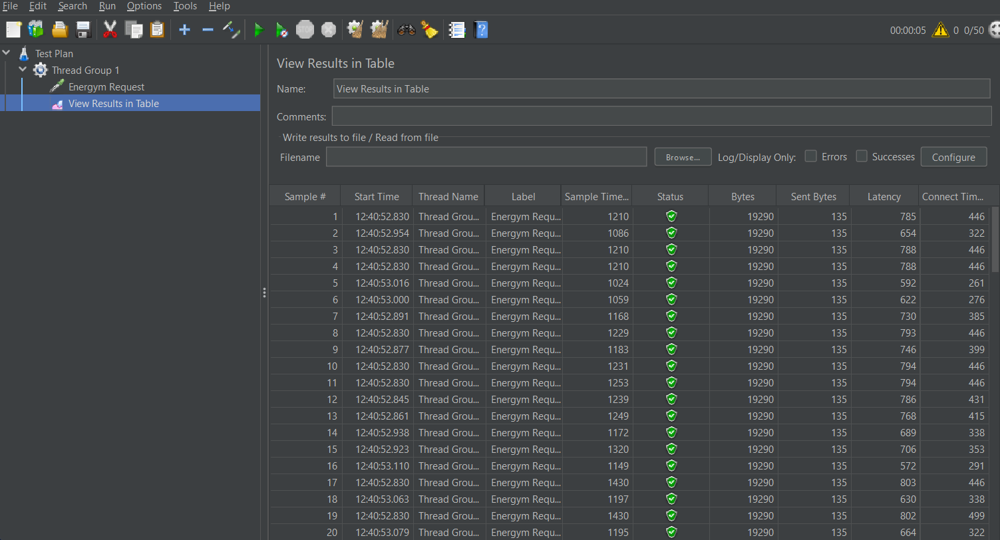 File Edit Search Run Options Tools Help
STOP
00:00:05 0 0/50
Test Plan
Thread Group 1
Energym Request
View Results in Table
View Results in Table
Name: View Results in Table
Comments:
Write results to file / Read from file
Filename Browse... Log/Display Only: Errors Successes Configure
Sample # Start Time Thread Name Label Sample Time... Status Bytes Sent Bytes Latency Connect Tim...
1 12:40:52.830 Thread Grou... Energym Requ... 1210 19290 135 785 446
2 12:40:52.954 Thread Grou... Energym Requ... 1086 19290 135 654 322
3 12:40:52.830 Thread Grou... Energym Requ... 1210 19290 135 788 446
4 12:40:52.830 Thread Grou... Energym Requ... 1210 19290 135 788 446
5 12:40:53.016 Thread Grou... Energym Requ... 1024 19290 135 592 261
6 12:40:53.000 Thread Grou... Energym Requ... 1059 19290 135 622 276
7 12:40:52.891 Thread Grou... Energym Requ... 1168 19290 135 730 385
8 12:40:52.830 Thread Grou... Energym Requ... 1229 19290 135 793 446
9 12:40:52.877 Thread Grou... Energym Requ... 1183 19290 135 746 399
10 12:40:52.830 Thread Grou... Energym Requ... 1231 19290 135 794 446
11 12:40:52.830 Thread Grou... Energym Requ... 1253 19290 135 794 446
12 12:40:52.845 Thread Grou... Energym Requ... 1239 19290 135 786 431
13 12:40:52.861 Thread Grou... Energym Requ... 1249 19290 135 768 415
14 12:40:52.938 Thread Grou... Energym Requ... 1172 19290 135 689 338
15 12:40:52.923 Thread Grou... Energym Requ... 1320 19290 135 706 353
16 12:40:53.110 Thread Grou... Energym Requ... 1149 19290 135 572 291
17 12:40:52.830 Thread Grou... Energym Requ... 1430 19290 135 803 446
18 12:40:53.063 Thread Grou... Energym Requ... 1197 19290 135 630 338
19 12:40:52.830 Thread Grou... Energym Requ... 1430 19290 135 802 499
20 12:40:53.079 Thread Grou... Energym Requ... 1195 19290 135 664 322